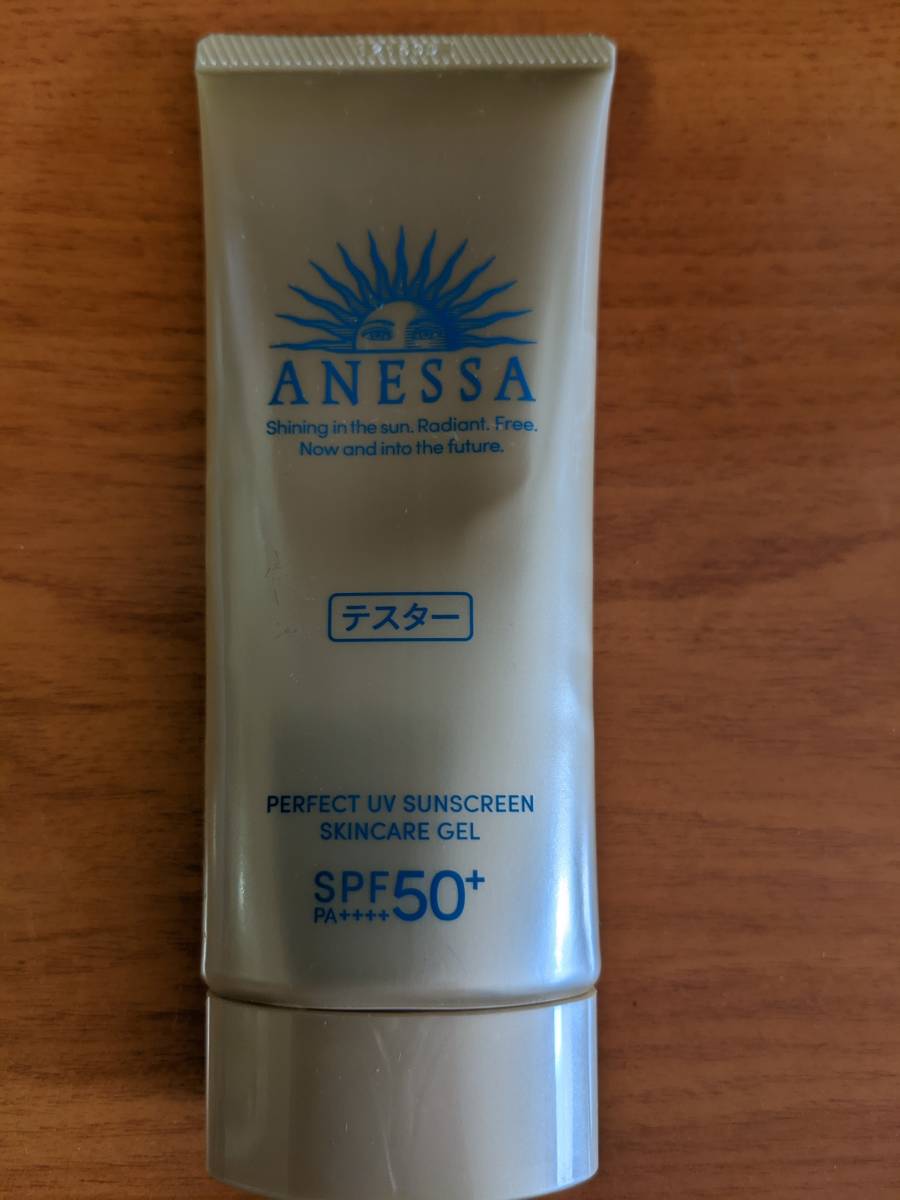 ANESSA
Shining in the sun. Radiant. Free.
Now and into the future.
テスター
PERFECT UV SUNSCREEN
SKINCARE GEL
SPF50+
PA++++